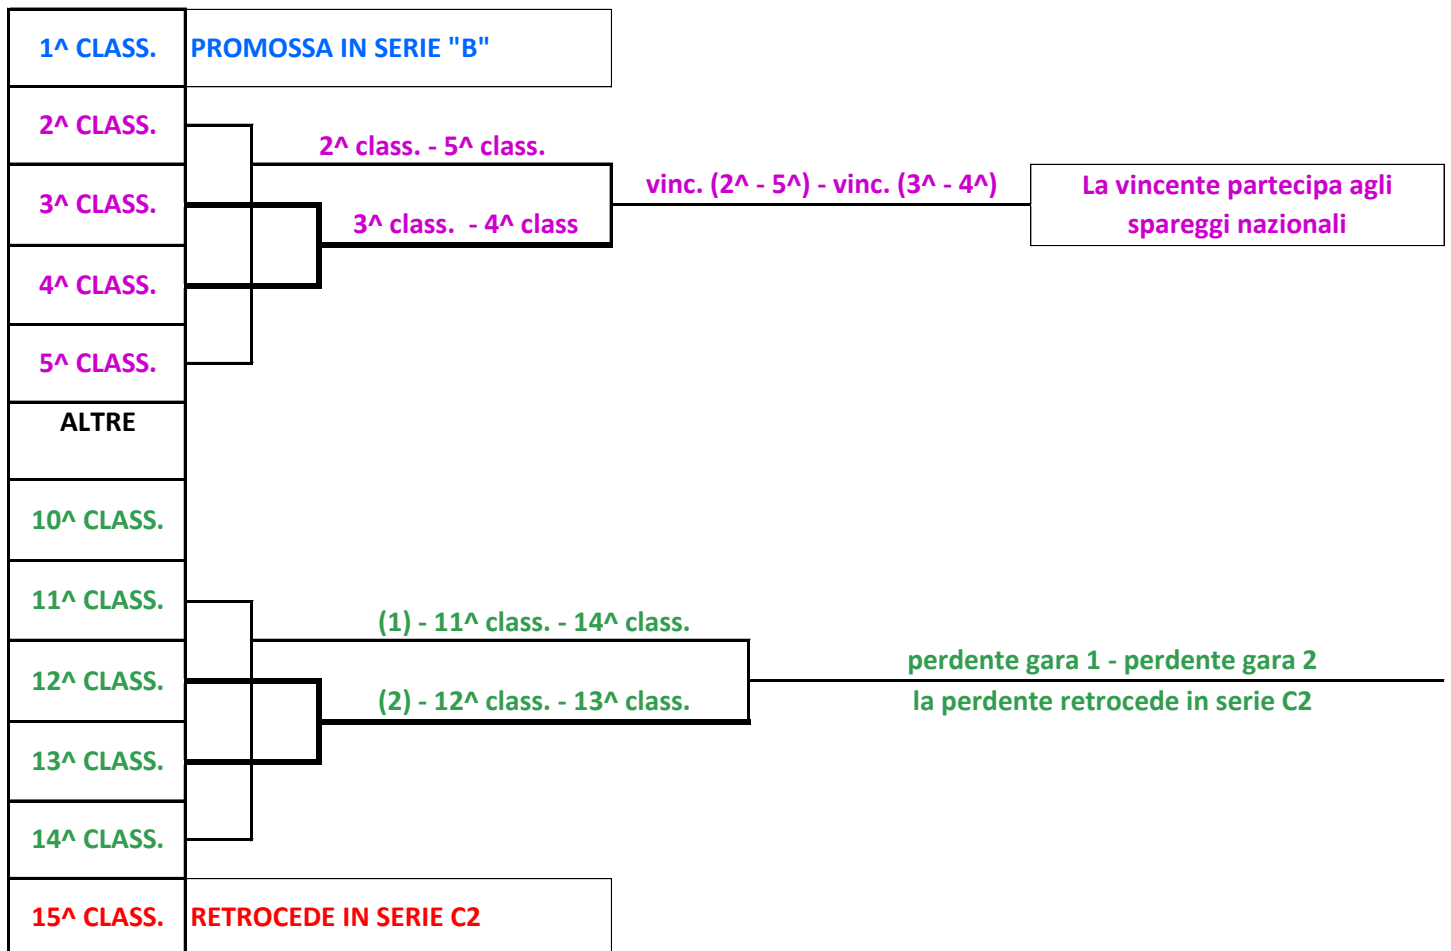 1^ CLASS. PROMOSSA IN SERIE "B"
2^ CLASS.
2^ class. - 5^ class.
3^ CLASS.
vinc. (2^ - 5^) - vinc. (3^ - 4^)
La vincente partecipa agli
spareggi nazionali
3^ class.  - 4^ class
4^ CLASS.
5^ CLASS.
ALTRE
10^ CLASS.
11^ CLASS.
(1) - 11^ class. - 14^ class.
12^ CLASS.
perdente gara 1 - perdente gara 2
(2) - 12^ class. - 13^ class.
la perdente retrocede in serie C2
13^ CLASS.
14^ CLASS.
15^ CLASS. RETROCEDE IN SERIE C2